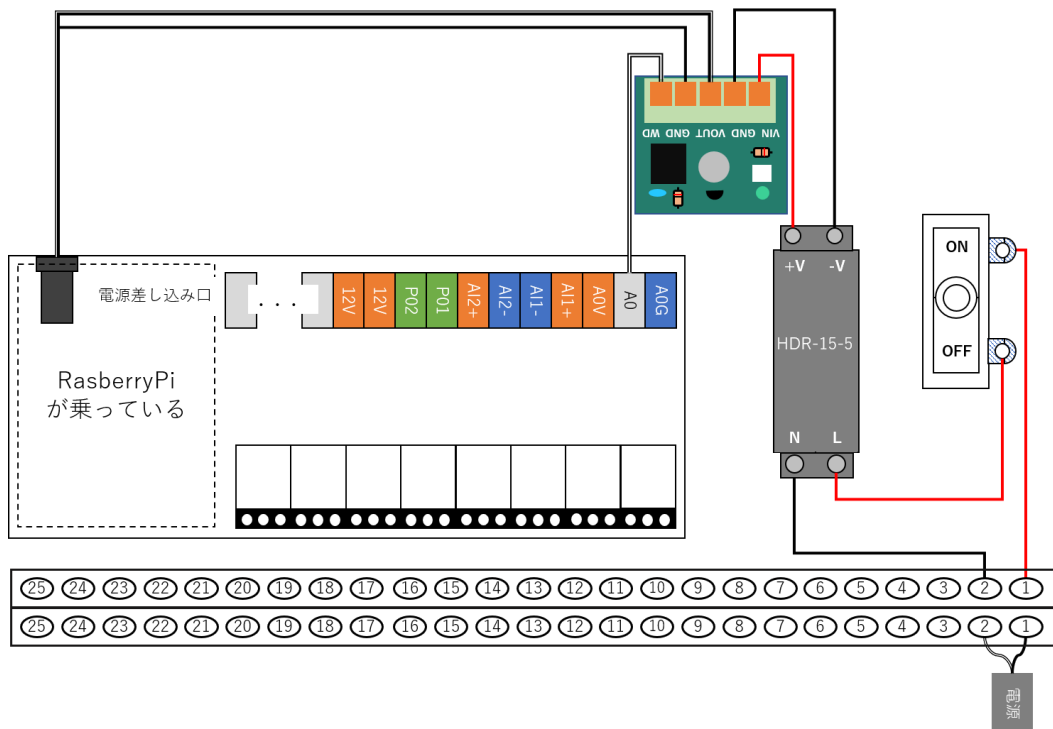 WD GND VOUT GND VIN
+V -V
HDR-15-5
N L
ON
OFF
電源差し込み口
RasberryPi
が乗っている
. . .
12V
12V
P02
P01
AI2+
AI2-
AI1-
AI1+
A0V
A0
A0G
25 24 23 22 21 20 19 18 17 16 15 14 13 12 11 10 9 8 7 6 5 4 3 2 1
25 24 23 22 21 20 19 18 17 16 15 14 13 12 11 10 9 8 7 6 5 4 3 2 1
電源